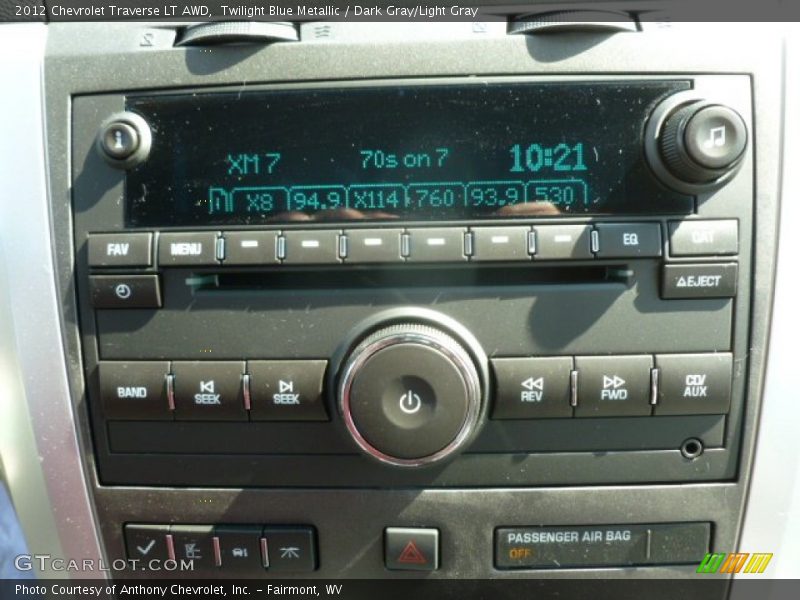 2012 Chevrolet Traverse LT AWD, Twilight Blue Metallic / Dark Gray/Light Gray
XM 7 70s on 7 10:21
X8 94.9 X114 760 93.9 530
FAV MENU EQ CAT
EJECT
BAND SEEK SEEK REV FWD CD/
AUX
PASSENGER AIR BAG
OFF
GTCarLot.com
Photo Courtesy of Anthony Chevrolet, Inc. - Fairmont, WV